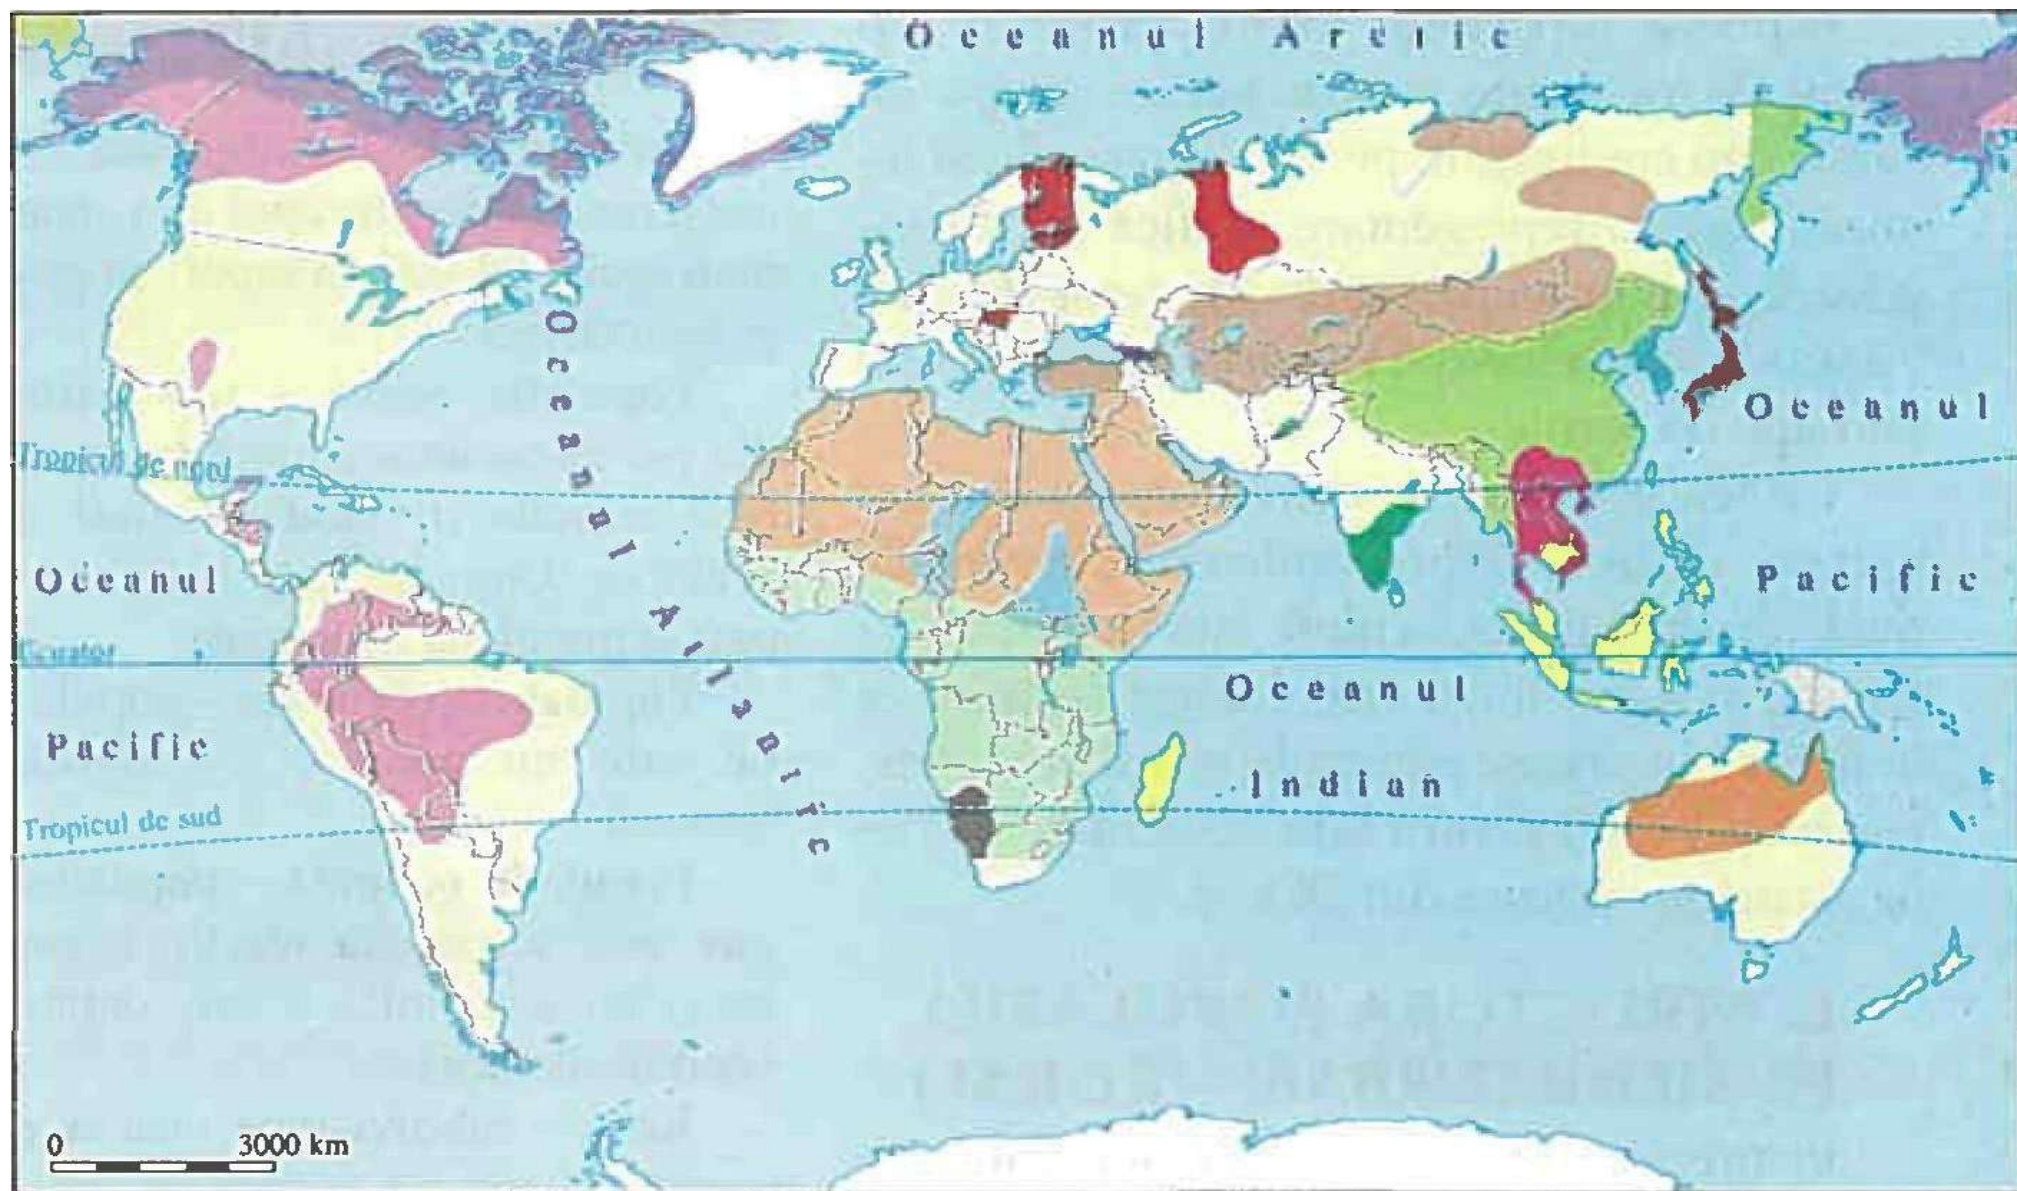 Oceanul Arctic
Oceanul Atlantic
Oceanul
Pacific
Tropicul de nord
Oceanul
Pacific
Ecuator
Oceanul
Indian
Tropicul de sud
0 3000 km